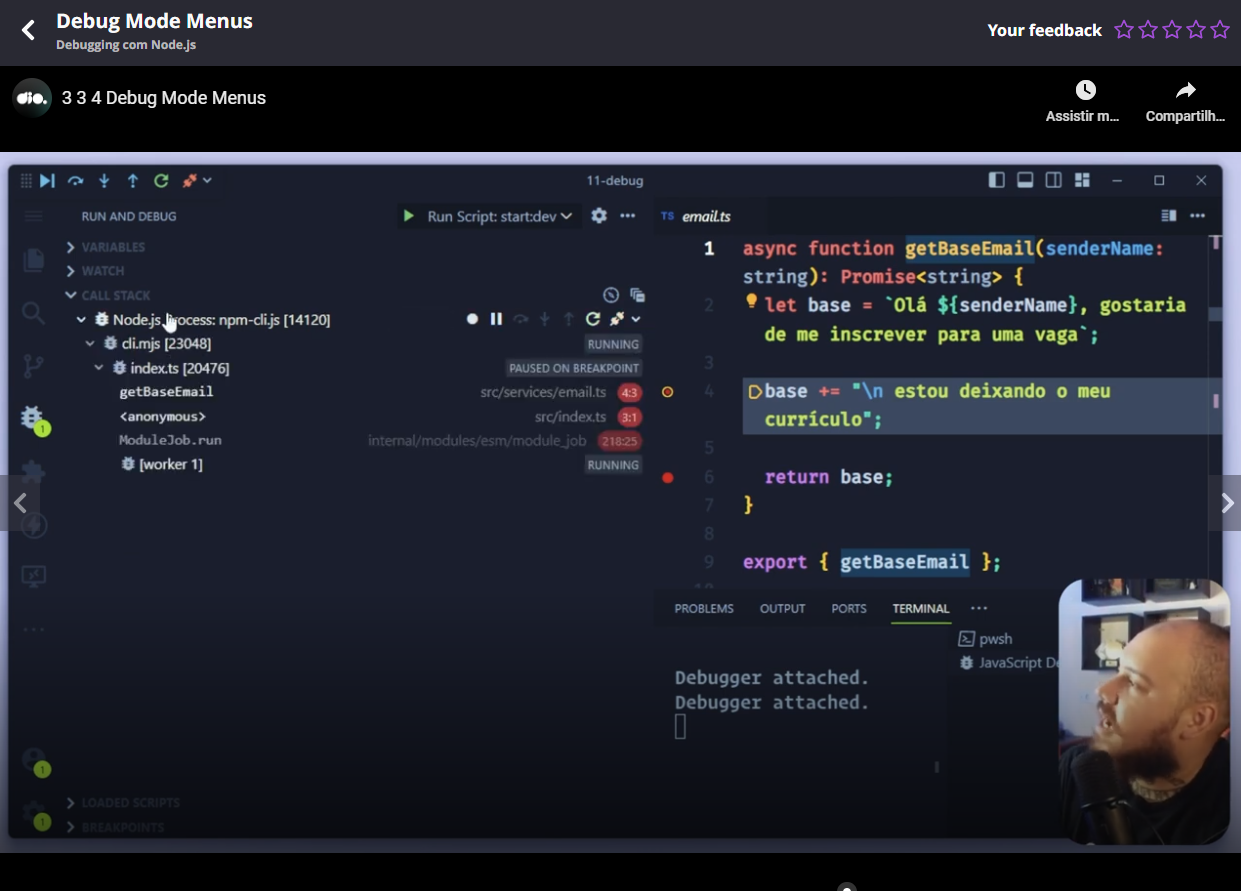 Debug Mode Menus
Debugging com Node.js
Your feedback
dio.
3 3 4 Debug Mode Menus
Assistir m...
Compartilh...
11-debug
RUN AND DEBUG
Run Script: start:dev
VARIABLES
WATCH
CALL STACK
Node.js process: npm-cli.js [14120]
cli.mjs [23048]
RUNNING
index.ts [20476]
PAUSED ON BREAKPOINT
getBaseEmail
src/services/email.ts
4:3
<anonymous>
src/index.ts
3:1
ModuleJob.run
internal/modules/esm/module_job
218:25
[worker 1]
RUNNING
LOADED SCRIPTS
BREAKPOINTS
1
1
1
TS email.ts
1 async function getBaseEmail(senderName:
string): Promise<string> {
2 let base = `Olá ${senderName}, gostaria
de me inscrever para uma vaga`;
3
4 base += "\n estou deixando o meu
currículo";
5
6 return base;
7 }
8
9 export { getBaseEmail };
10
PROBLEMS
OUTPUT
PORTS
TERMINAL
pwsh
JavaScript De
Debugger attached.
Debugger attached.